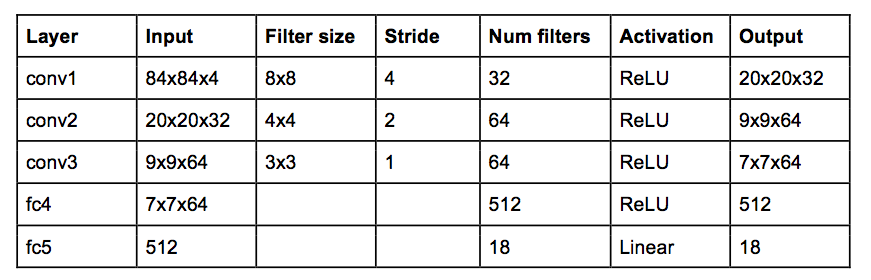 Layer Input Filter size Stride Num filters Activation Output
conv1 84x84x4 8x8 4 32 ReLU 20x20x32
conv2 20x20x32 4x4 2 64 ReLU 9x9x64
conv3 9x9x64 3x3 1 64 ReLU 7x7x64
fc4 7x7x64 512 ReLU 512
fc5 512 18 Linear 18